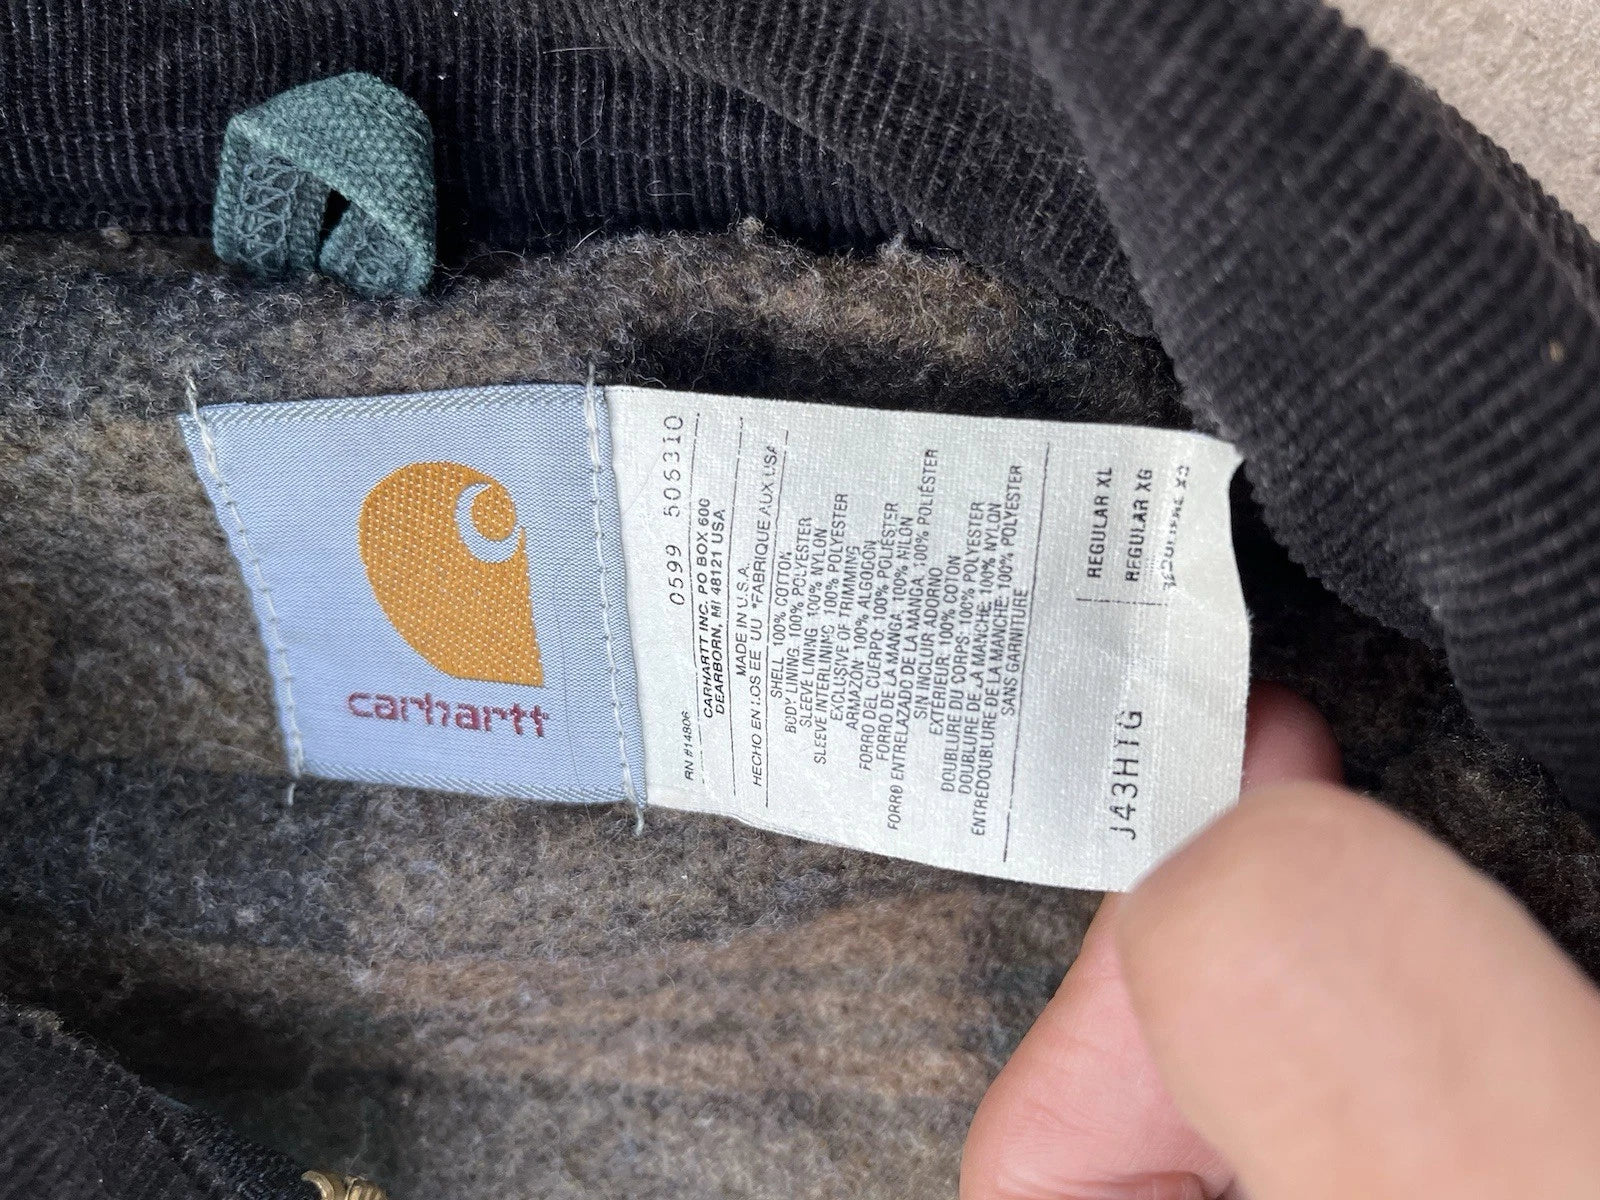 carhartt
0599 506310
RN #14806
CARHARTT INC. PO BOX 600
DEARBORN, MI 48121 USA
MADE IN U.S.A.
HECHO EN LOS EE UU *FABRIQUE AUX USA
SHELL 100% COTTON
BODY LINING. 100% POLYESTER
SLEEVE LINING 100% NYLON
SLEEVE INTERLINING 100% POLYESTER
EXCLUSIVE OF TRIMMING
ARMAZON: 100% ALGODON
FORRO DEL CUERPO: 100% POLIESTER
FORRO DE LA MANGA: 100% NILON
FORRO ENTRELAZADO DE LA MANGA. 100% POLIÉSTER
SIN INCLUIR ADORNO
EXTÉRIEUR: 100% COTON
DOUBLURE DU CORPS: 100% POLYESTER
DOUBLURE DE LA MANCHE: 100% NYLON
ENTREDOUBLURE DE LA MANCHE: 100% POLYESTER
SANS GARNITURE
REGULAR XL
REGULAR XG
J43HTG